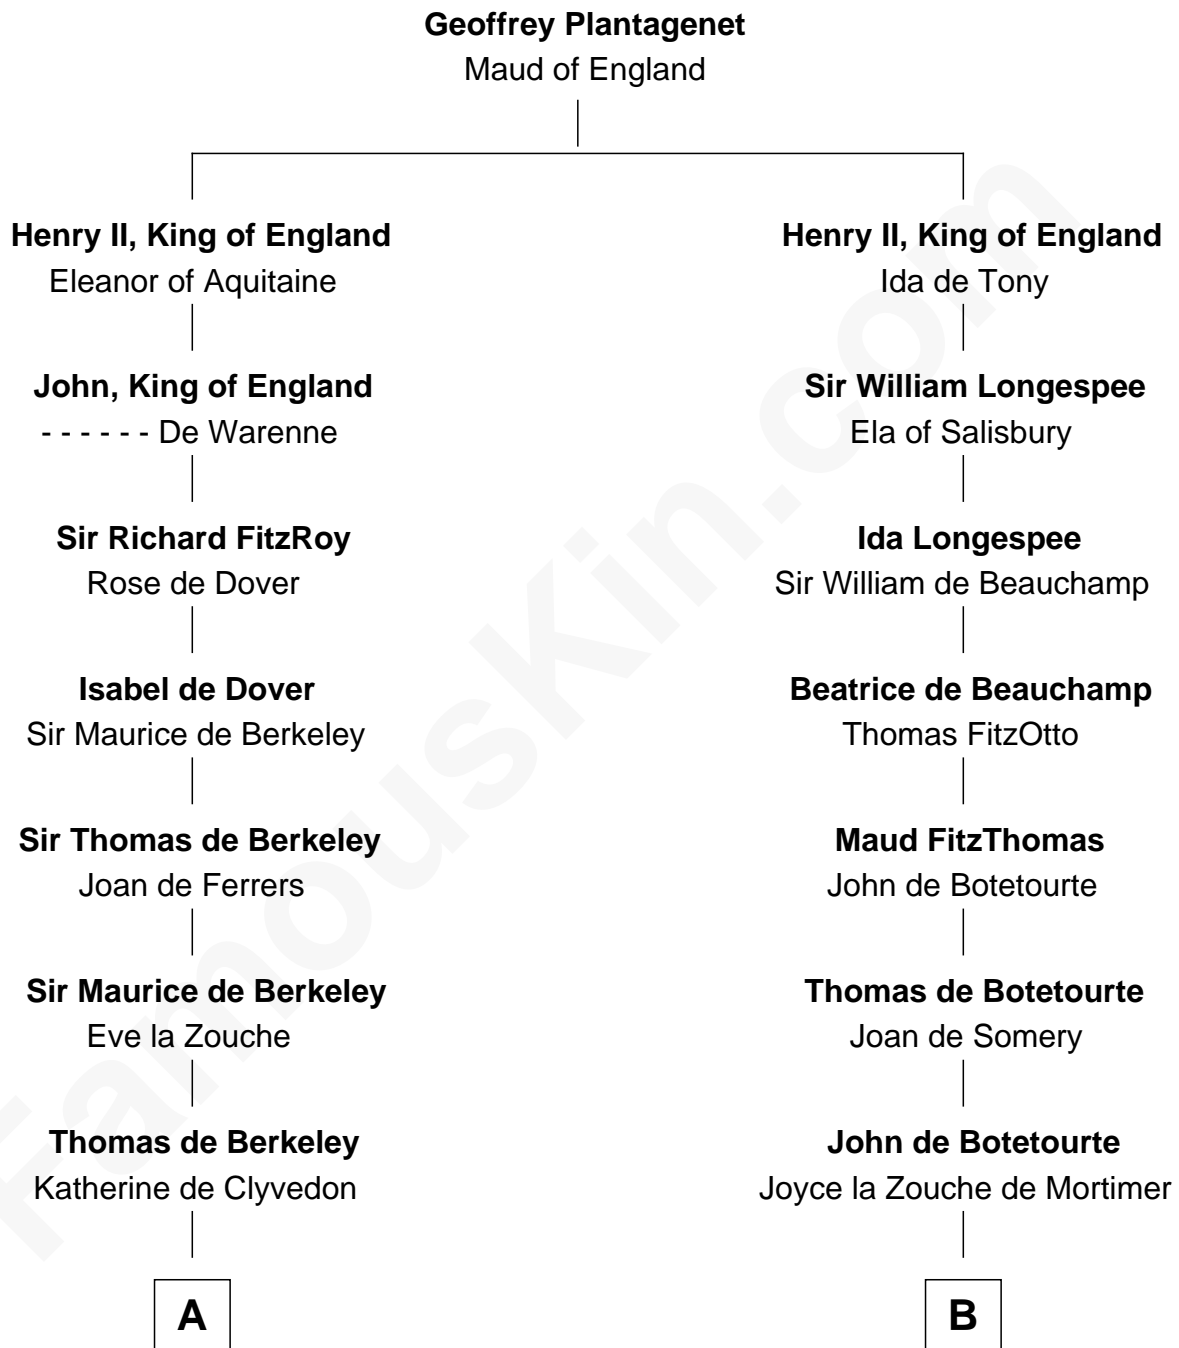 Geoffrey Plantagenet
Maud of England
Henry II, King of England
Eleanor of Aquitaine
Henry II, King of England
Ida de Tony
John, King of England
- - - - - - De Warenne
Sir William Longespee
Ela of Salisbury
Sir Richard FitzRoy
Rose de Dover
Ida Longespee
Sir William de Beauchamp
Isabel de Dover
Sir Maurice de Berkeley
Beatrice de Beauchamp
Thomas FitzOtto
Sir Thomas de Berkeley
Joan de Ferrers
Maud FitzThomas
John de Botetourte
Sir Maurice de Berkeley
Eve la Zouche
Thomas de Botetourte
Joan de Somery
Thomas de Berkeley
Katherine de Clyvedon
John de Botetourte
Joyce la Zouche de Mortimer
A
B
FamousKin.com